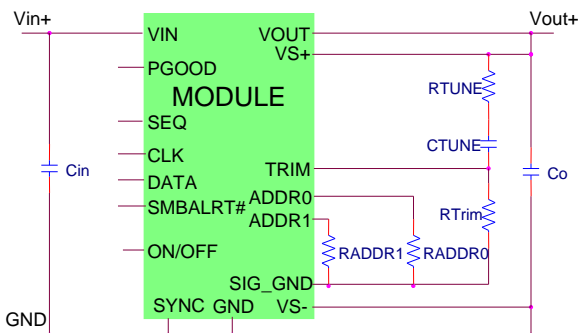 Vin+
Vout+
VIN
VOUT
VS+
PGOOD
RTUNE
MODULE
SEQ
CTUNE
CLK
TRIM
Cin
Co
DATA
ADDR0
SMBALRT#
ADDR1
RTrim
ON/OFF
RADDR1
RADDR0
SIG_GND
SYNC
GND
VS-
GND